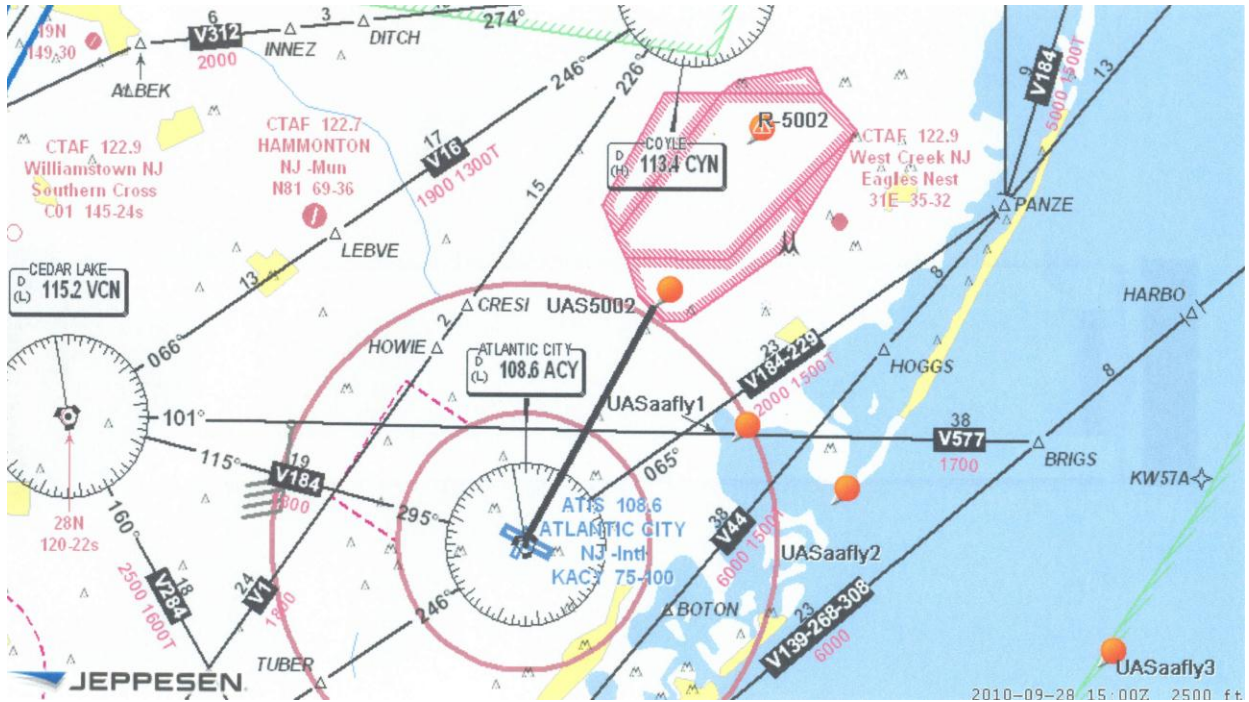 19N
149-30
6
V312
2000
INNEZ
3
DITCH
274°
ALBEK
246°
226°
17
V16
1900 1300T
15
CTAF 122.9
Williamstown NJ
Southern Cross
C01 145-24s
CTAF 122.7
HAMMONTON
NJ -Mun
N81 69-36
LEBVE
13
R-5002
COYLE
D
(H)
113.4 CYN
CTAF 122.9
West Creek NJ
Eagles Nest
31E 35-32
9
V184
5000 1500T
13
PANZE
8
CEDAR LAKE
D
(L)
115.2 VCN
066°
CRESI
2
HOWIE
UAS5002
ATLANTIC CITY
D
(L)
108.6 ACY
23
V184-229
2000 1500T
HOGGS
HARBO
8
UASaafly1
101°
38
V577
1700
BRIGS
KW57A
115°
19
V184
1800
295°
065°
160°
28N
120-22s
ATIS 108.6
ATLANTIC CITY
NJ -Intl
KACY 75-100
38
V44
6000 1500T
UASaafly2
18
V284
2500 1600T
24
V1
1800
246°
BOTON
23
V139-268-308
6000
TUBER
UASaafly3
JEPPESEN
2010-09-28 15:00Z 2500 ft